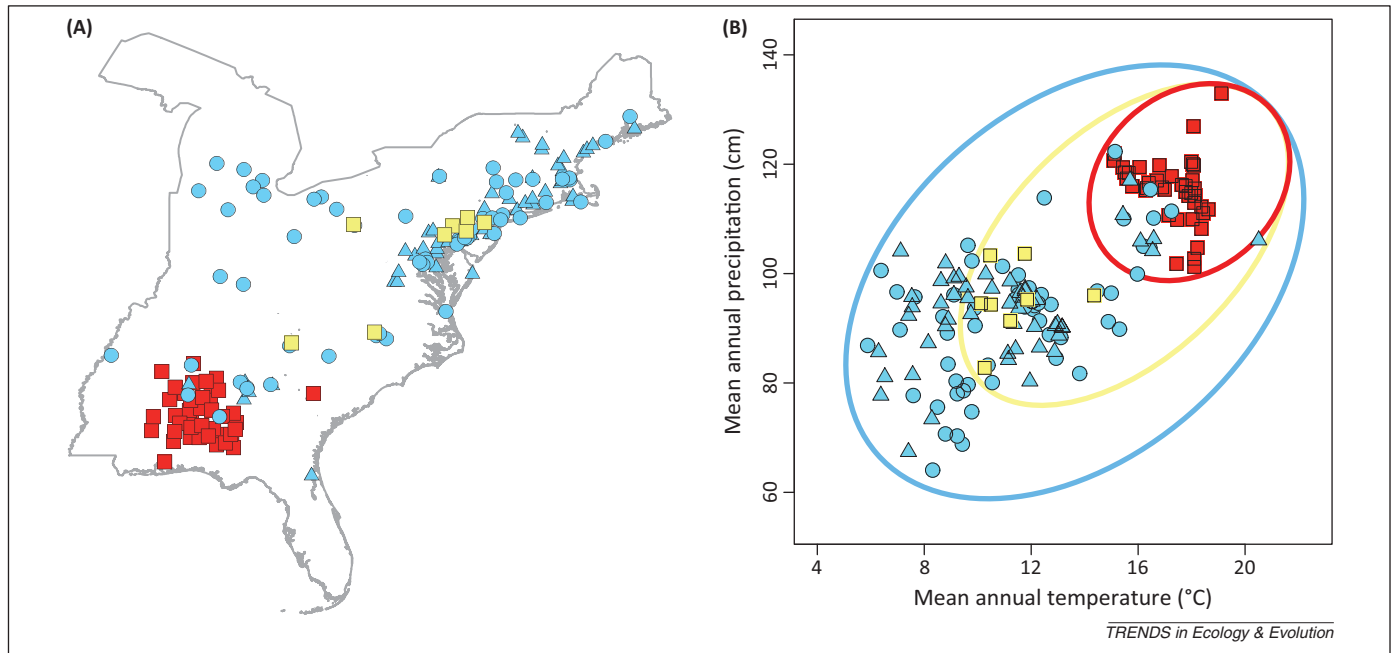 (A)
(B)
Mean annual precipitation (cm)
140
120
100
80
60
4 8 12 16 20
Mean annual temperature (°C)
TRENDS in Ecology & Evolution